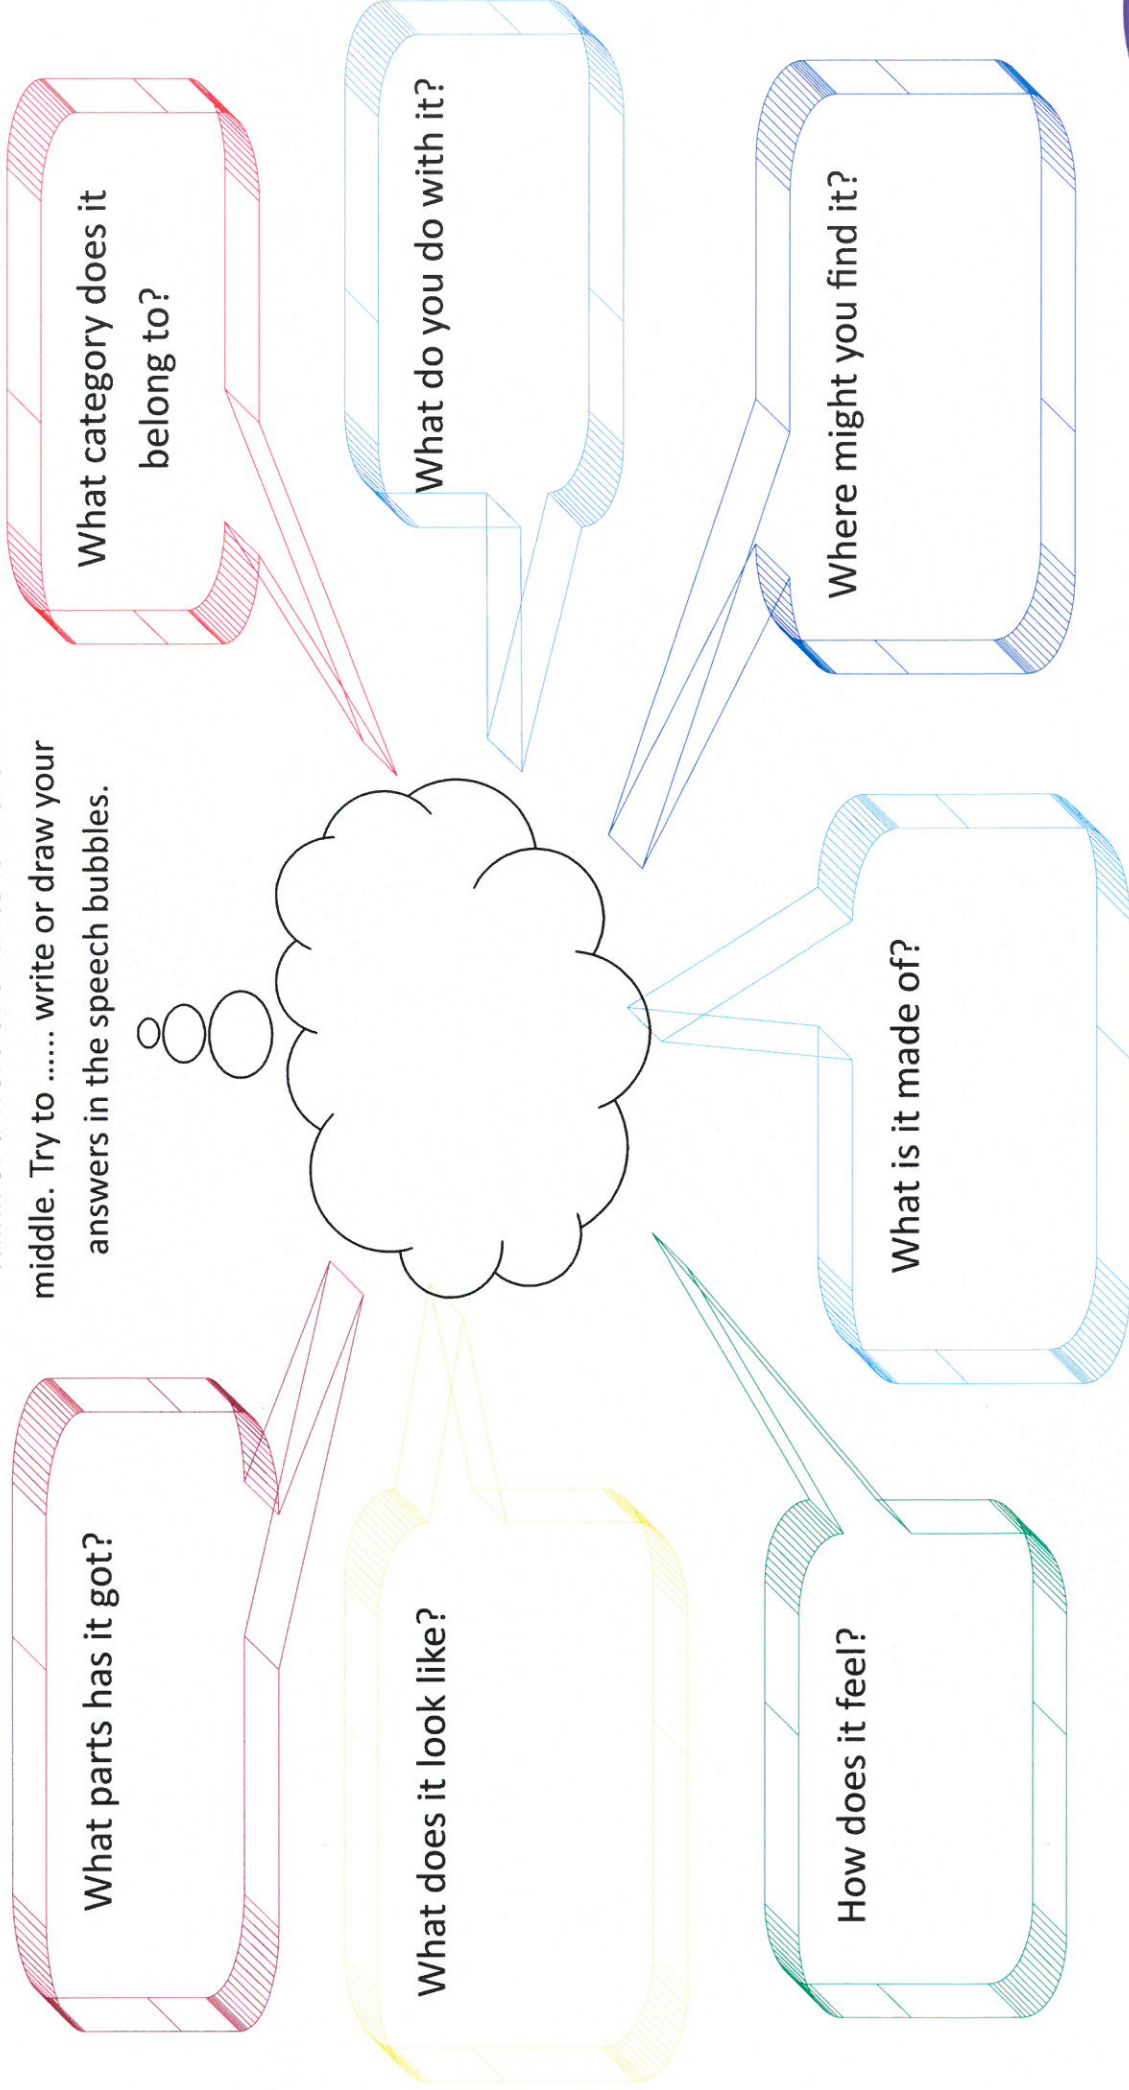 middle. Try to ...... write or draw your
answers in the speech bubbles.
What parts has it got?
What category does it
belong to?
What does it look like?
What do you do with it?
How does it feel?
What is it made of?
Where might you find it?